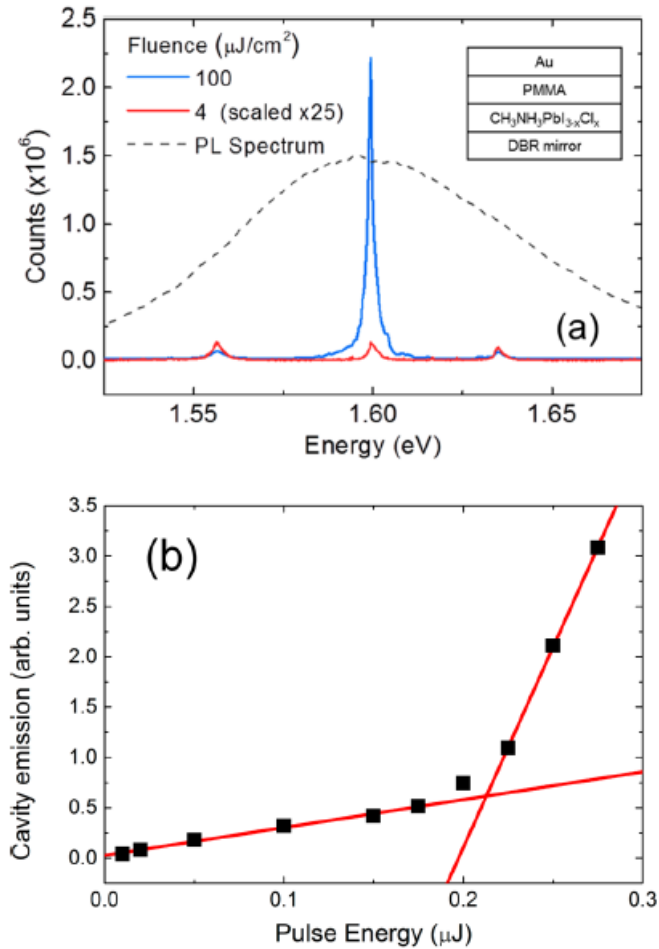 Fluence (μJ/cm²)
100
4 (scaled x25)
PL Spectrum
Au
PMMA
CH₃NH₃PbI₃₋ₓClₓ
DBR mirror
2.5
2.0
1.5
1.0
0.5
0.0
Counts (x10⁶)
(a)
1.55 1.60 1.65
Energy (eV)
(b)
3.5
3.0
2.5
2.0
1.5
1.0
0.5
0.0
Cavity emission (arb. units)
0.0 0.1 0.2 0.3
Pulse Energy (μJ)